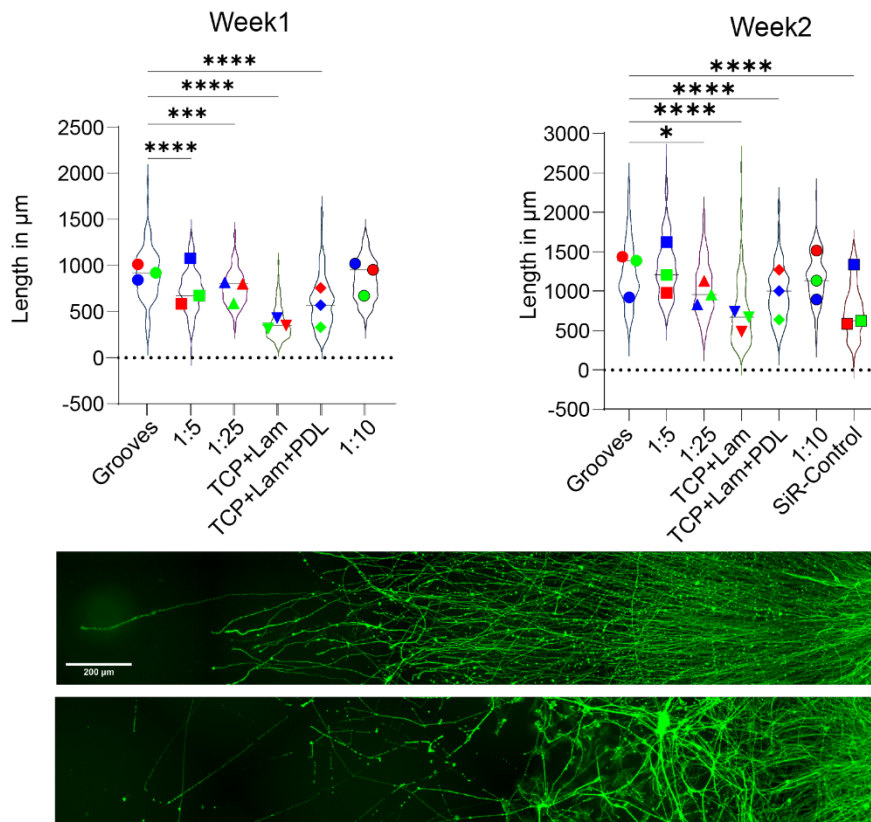 Week1
****
****
***
****
2500
2000
1500
1000
500
0
-500
Length in µm
Grooves
1:5
1:25
TCP+Lam
TCP+Lam+PDL
1:10
Week2
****
****
****
*
3000
2500
2000
1500
1000
500
0
-500
Length in µm
Grooves
1:5
1:25
TCP+Lam
TCP+Lam+PDL
1:10
SiR-Control
200 µm